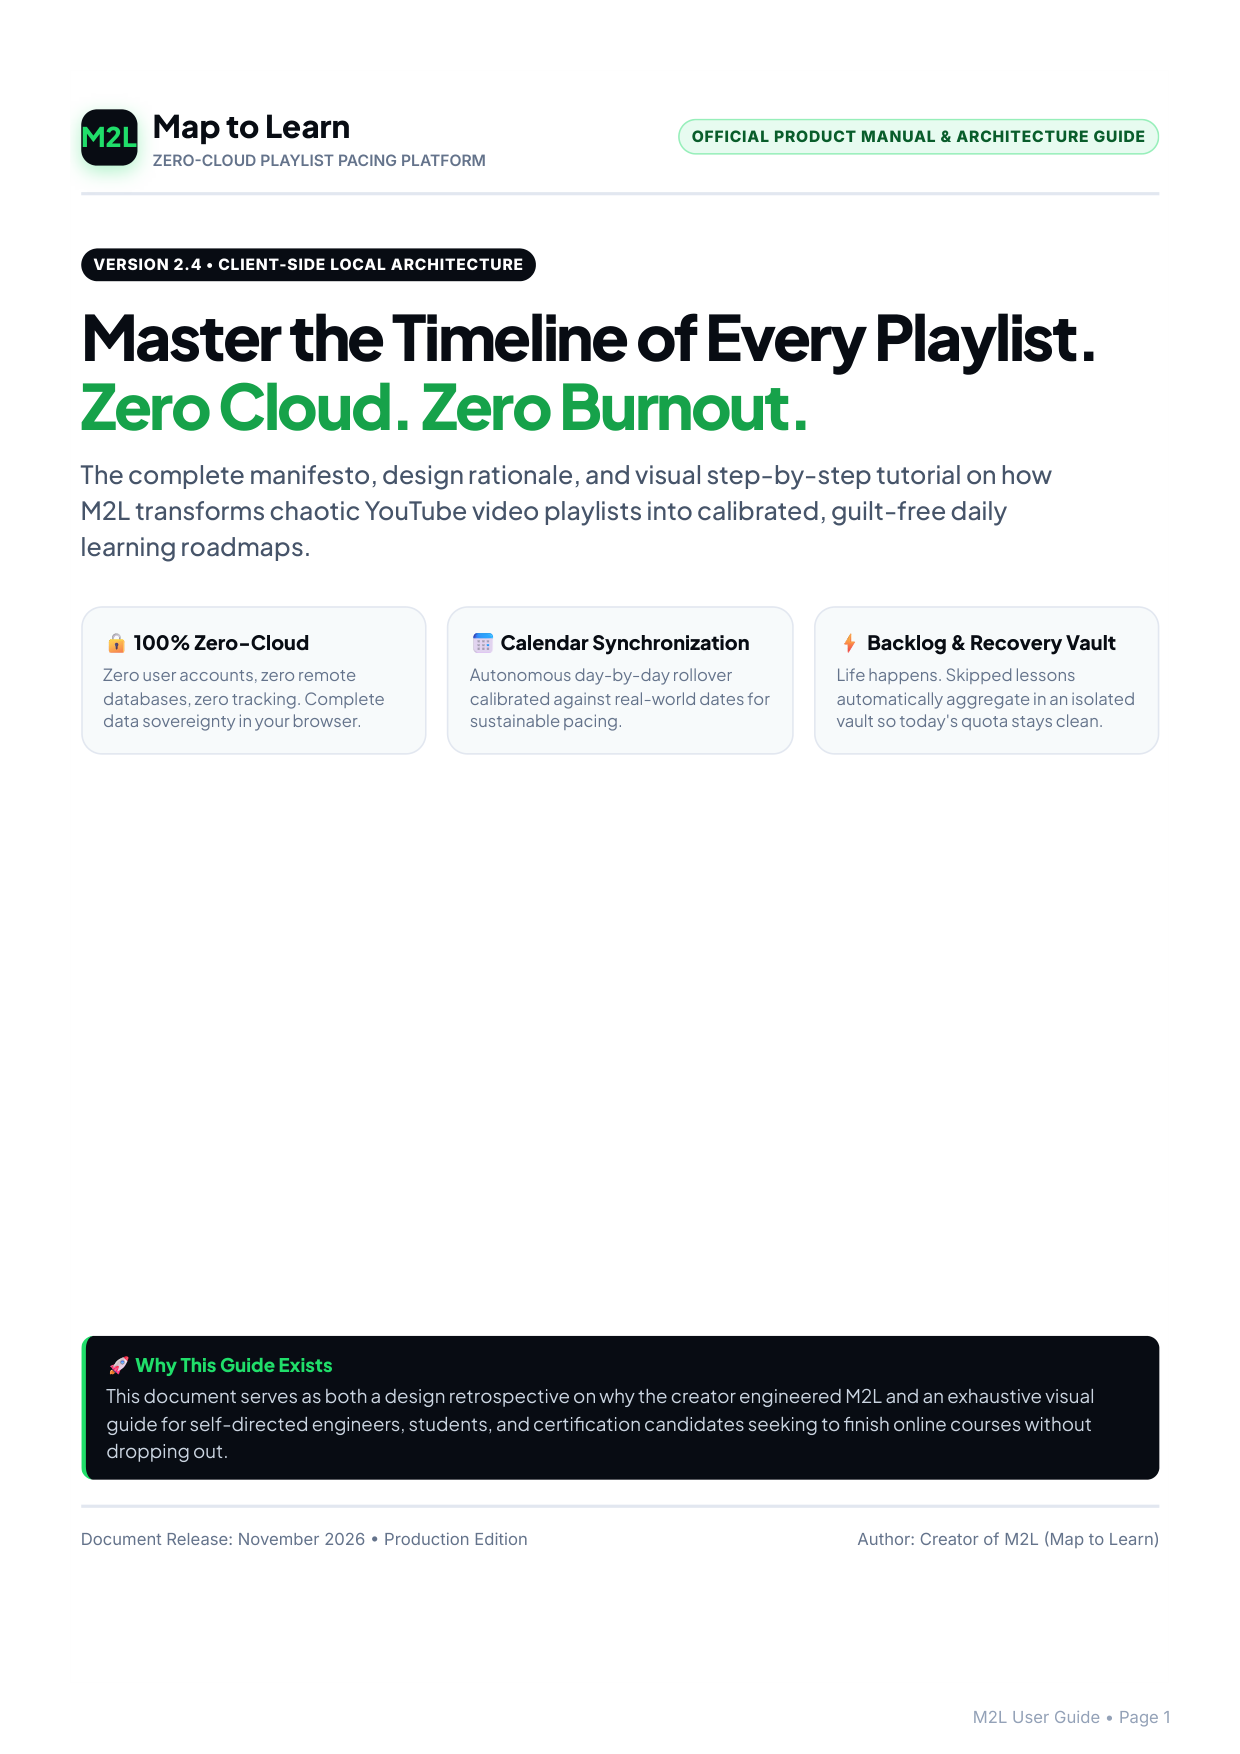 M2L
Map to Learn
ZERO-CLOUD PLAYLIST PACING PLATFORM
OFFICIAL PRODUCT MANUAL & ARCHITECTURE GUIDE
VERSION 2.4 • CLIENT-SIDE LOCAL ARCHITECTURE
Master the Timeline of Every Playlist.
Zero Cloud. Zero Burnout.
The complete manifesto, design rationale, and visual step-by-step tutorial on how
M2L transforms chaotic YouTube video playlists into calibrated, guilt-free daily
learning roadmaps.
🔒 100% Zero-Cloud
Zero user accounts, zero remote
databases, zero tracking. Complete
data sovereignty in your browser.
🗓️ Calendar Synchronization
Autonomous day-by-day rollover
calibrated against real-world dates for
sustainable pacing.
⚡ Backlog & Recovery Vault
Life happens. Skipped lessons
automatically aggregate in an isolated
vault so today's quota stays clean.
🚀 Why This Guide Exists
This document serves as both a design retrospective on why the creator engineered M2L and an exhaustive visual
guide for self-directed engineers, students, and certification candidates seeking to finish online courses without
dropping out.
Document Release: November 2026 • Production Edition
Author: Creator of M2L (Map to Learn)
M2L User Guide • Page 1